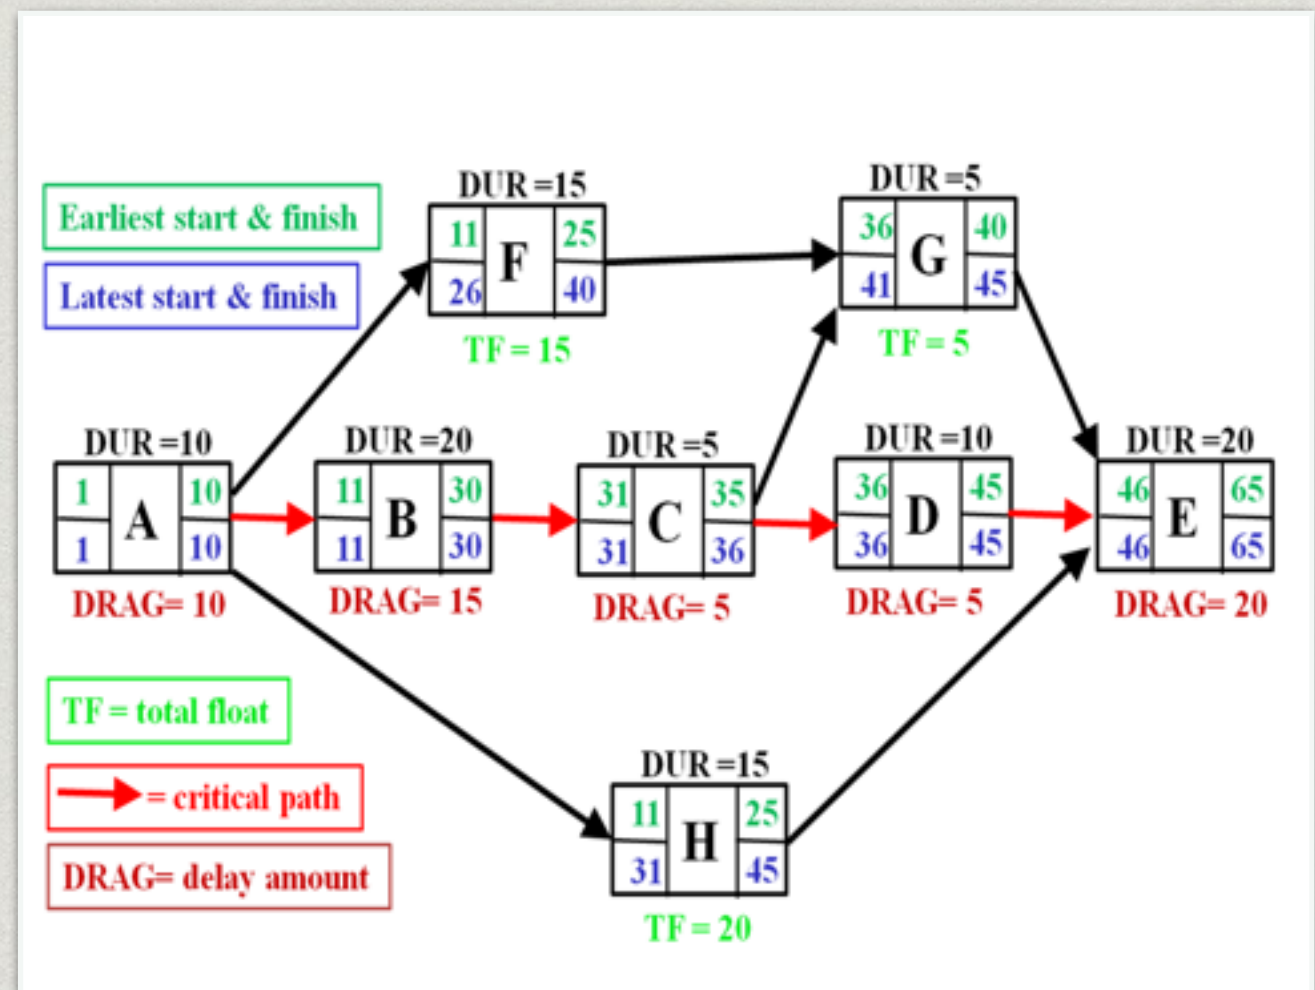 DUR =15
DUR =5
Earliest start & finish
11 F 25
26 40
36 G 40
41 45
Latest start & finish
TF = 15
TF = 5
DUR =10
DUR =20
DUR =5
DUR =10
DUR =20
1 A 10
1 10
11 B 30
11 30
31 C 35
31 36
36 D 45
36 45
46 E 65
46 65
DRAG= 10
DRAG= 15
DRAG= 5
DRAG= 5
DRAG= 20
TF = total float
= critical path
DRAG= delay amount
DUR =15
11 H 25
31 45
TF = 20